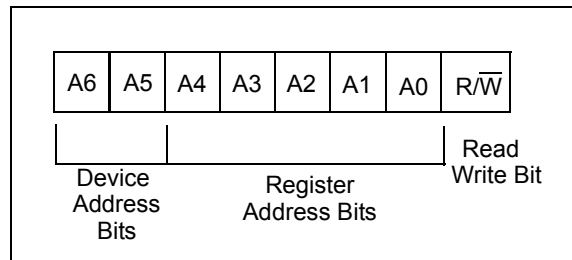 A6 A5 A4 A3 A2 A1 A0 R/W̅
Device
Address
Bits
Register
Address Bits
Read
Write Bit